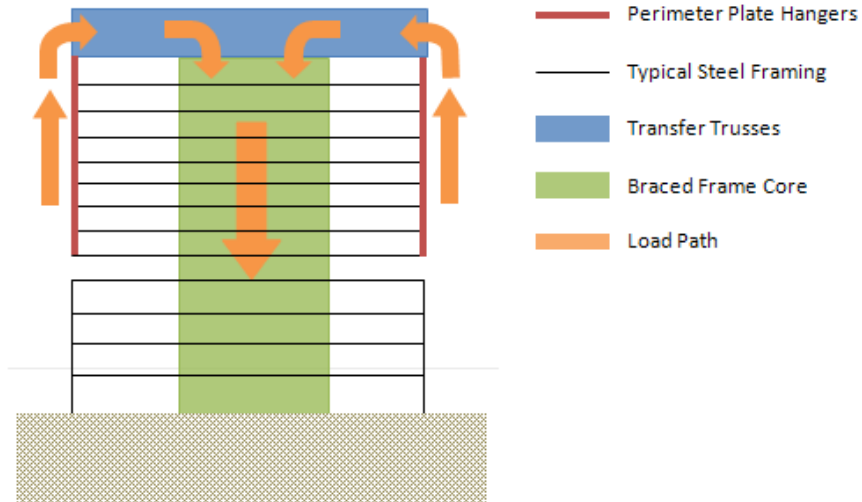 Perimeter Plate Hangers
Typical Steel Framing
Transfer Trusses
Braced Frame Core
Load Path